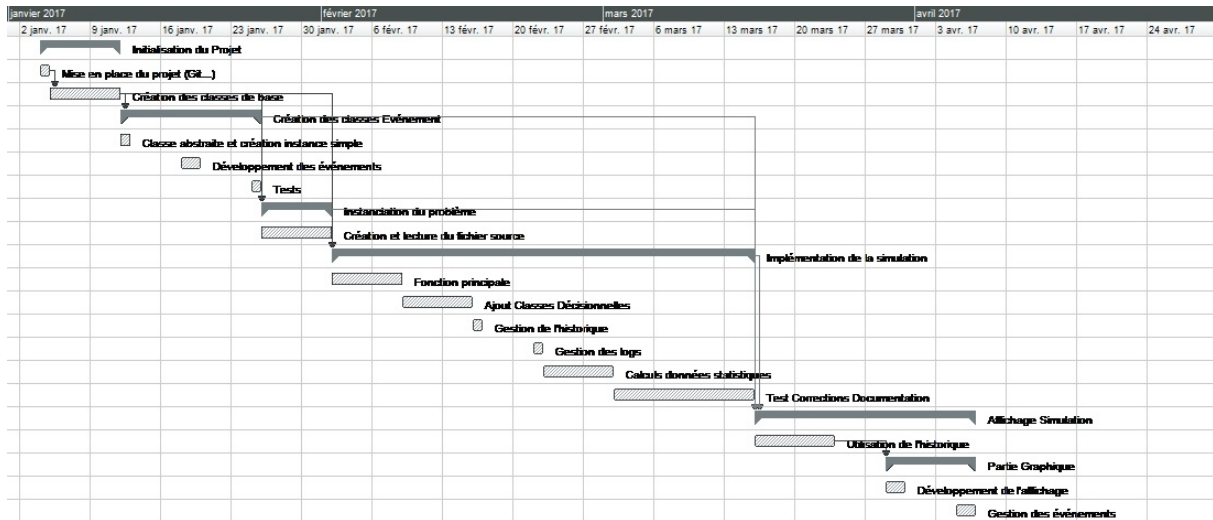 janvier 2017 février 2017 mars 2017 avril 2017
2 janv. 17 9 janv. 17 16 janv. 17 23 janv. 17 30 janv. 17 6 févr. 17 13 févr. 17 20 févr. 17 27 févr. 17 6 mars 17 13 mars 17 20 mars 17 27 mars 17 3 avr. 17 10 avr. 17 17 avr. 17 24 avr. 17
Initialisation du Projet
Mise en place du projet (Git....)
Création des classes de base
Création des classes Evénement
Classe abstraite et création instance simple
Développement des événements
Tests
Instanciation du problème
Création et lecture du fichier source
Implémentation de la simulation
Fonction principale
Ajout Classes Décisionnelles
Gestion de l'historique
Gestion des logs
Calculs données statistiques
Test Corrections Documentation
Affichage Simulation
Utilisation de l'historique
Partie Graphique
Développement de l'affichage
Gestion des événements